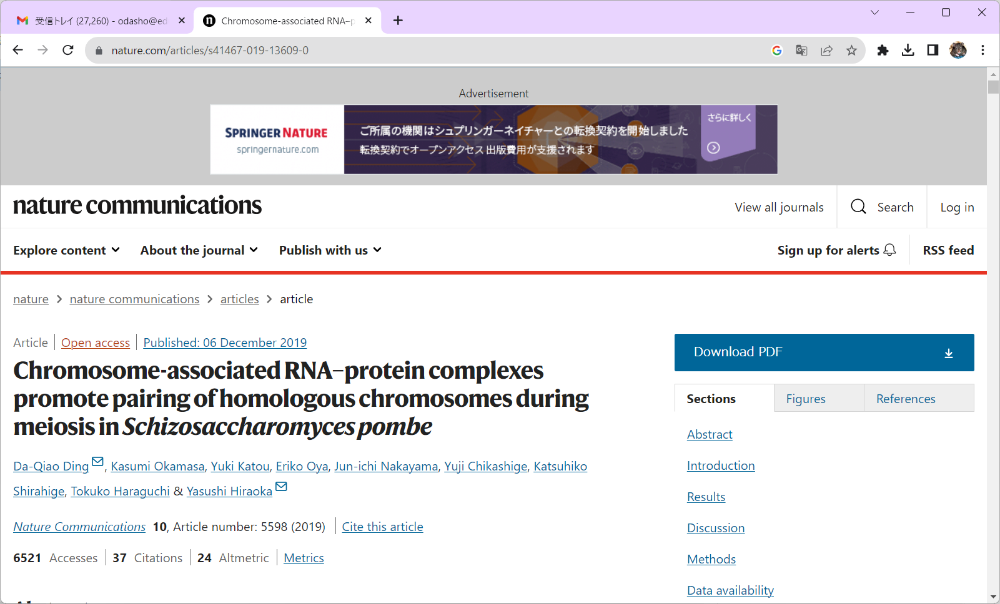 受信トレイ (27,260) - odasho@ed
Chromosome-associated RNA–p
nature.com/articles/s41467-019-13609-0
Advertisement
SPRINGER NATURE
springernature.com
ご所属の機関はシュプリンガーネイチャーとの転換契約を開始しました
転換契約でオープンアクセス 出版費用が支援されます
さらに詳しく
nature communications
View all journals
Search
Log in
Explore content
About the journal
Publish with us
Sign up for alerts
RSS feed
nature > nature communications > articles > article
Article | Open access | Published: 06 December 2019
Chromosome-associated RNA–protein complexes
promote pairing of homologous chromosomes during
meiosis in Schizosaccharomyces pombe
Da-Qiao Ding, Kasumi Okamasa, Yuki Katou, Eriko Oya, Jun-ichi Nakayama, Yuji Chikashige, Katsuhiko
Shirahige, Tokuko Haraguchi & Yasushi Hiraoka
Nature Communications 10, Article number: 5598 (2019) | Cite this article
6521 Accesses | 37 Citations | 24 Altmetric | Metrics
Download PDF
Sections
Figures
References
Abstract
Introduction
Results
Discussion
Methods
Data availability